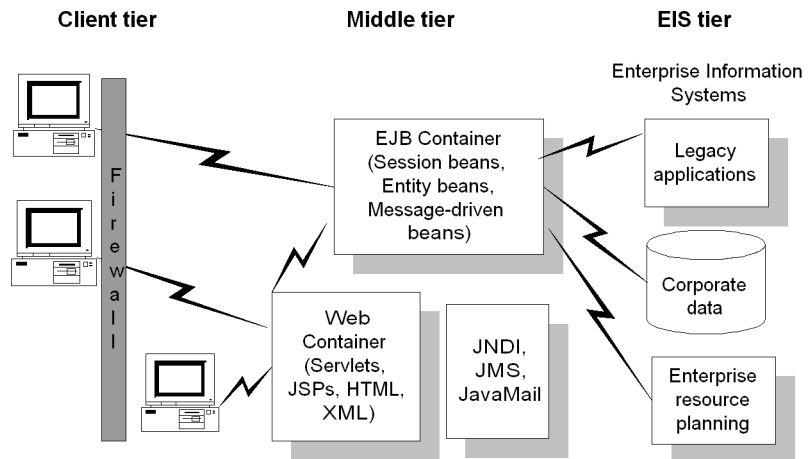 Client tier
Middle tier
EIS tier
Enterprise Information
Systems
Firewall
EJB Container
(Session beans,
Entity beans,
Message-driven
beans)
Legacy
applications
Corporate
data
Web
Container
(Servlets,
JSPs, HTML,
XML)
JNDI,
JMS,
JavaMail
Enterprise
resource
planning